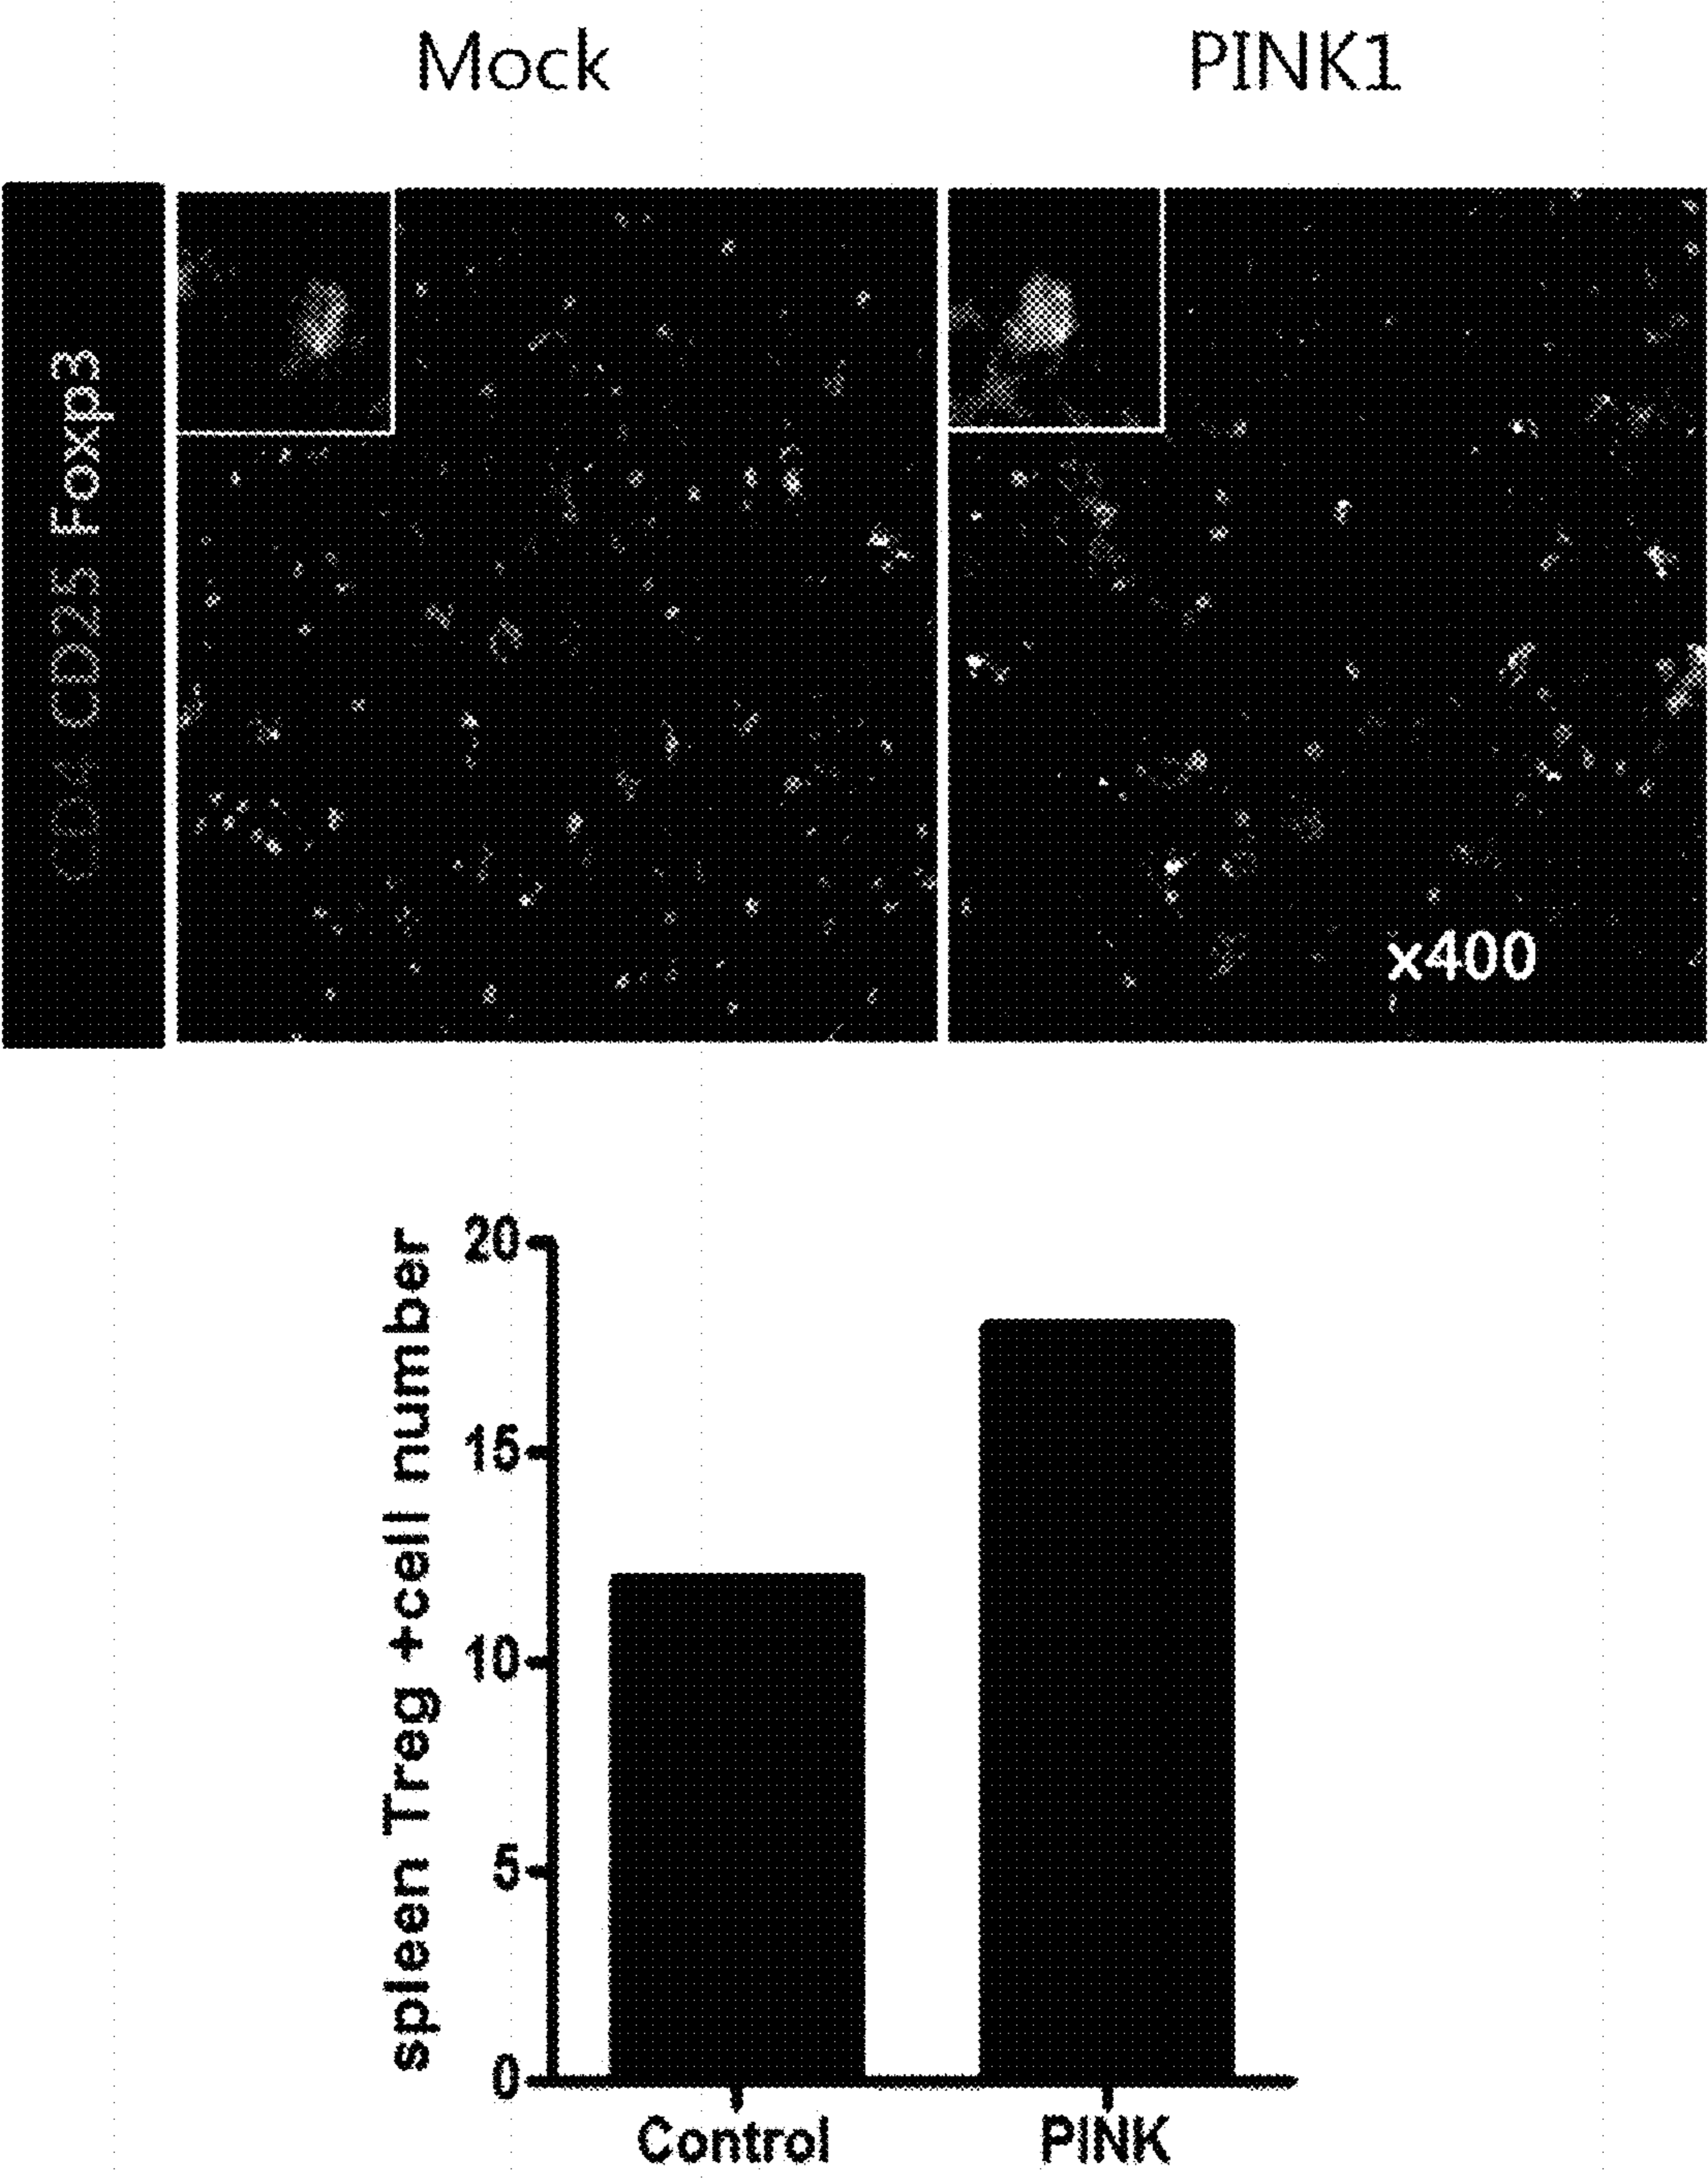 Mock
PINK1
CD4 CD25 Foxp3
x400
spleen Treg +cell number
20
15
10
5
0
Control
PINK